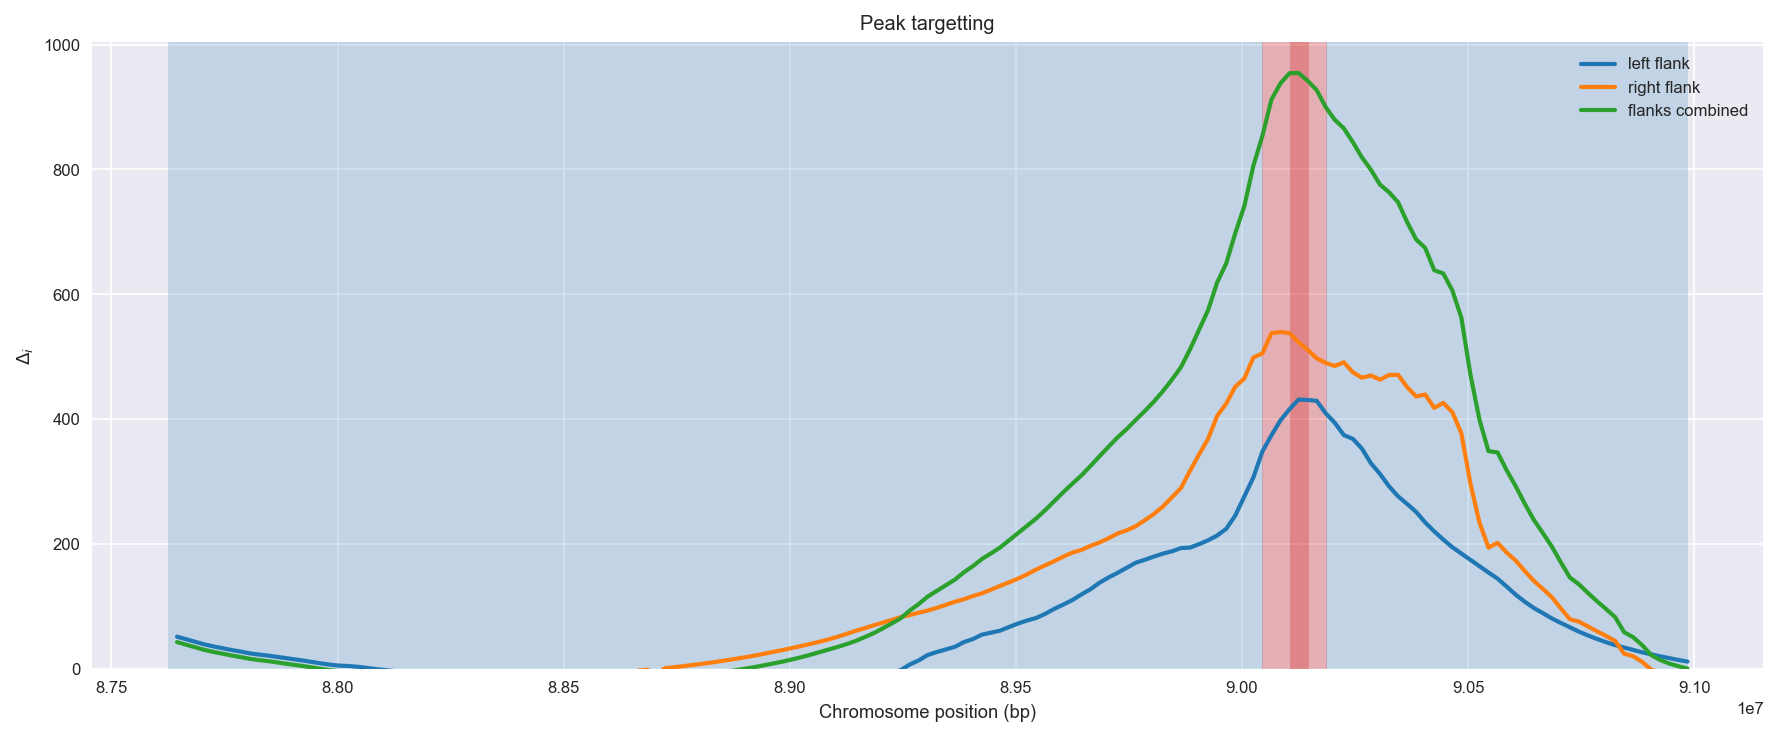 Peak targetting
1000
800
600
400
200
0
Δi
left flank
right flank
flanks combined
8.75 8.80 8.85 8.90 8.95 9.00 9.05 9.10
1e7
Chromosome position (bp)